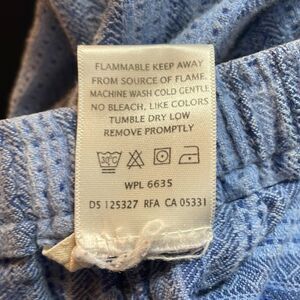 FLAMMABLE KEEP AWAY
FROM SOURCE OF FLAME.
MACHINE WASH COLD GENTLE
NO BLEACH, LIKE COLORS
TUMBLE DRY LOW
REMOVE PROMPTLY
30°C
WPL 6635
DS 125327 RFA CA 05331